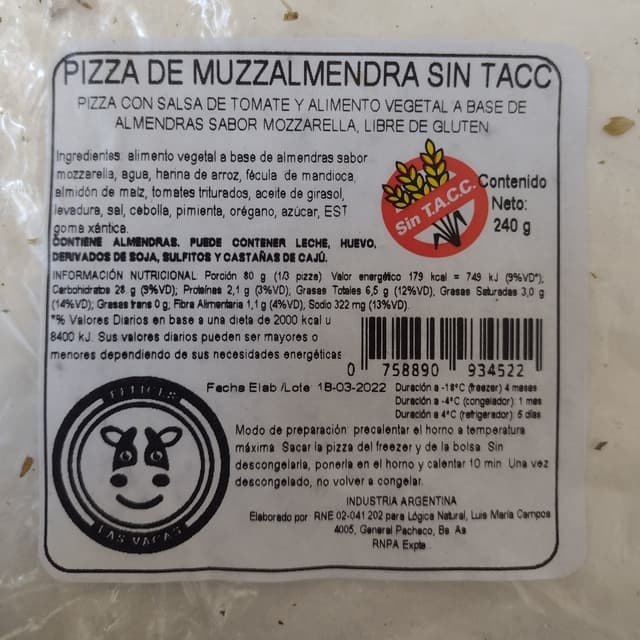 PIZZA DE MUZZALMENDRA SIN TACC
PIZZA CON SALSA DE TOMATE Y ALIMENTO VEGETAL A BASE DE
ALMENDRAS SABOR MOZZARELLA, LIBRE DE GLUTEN
Ingredientes: alimento vegetal a base de almendras sabor
mozzarella, agua, harina de arroz, fécula de mandioca,
almidón de maíz, tomates triturados, aceite de girasol,
levadura, sal, cebolla, pimienta, orégano, azúcar, EST
goma xántica.
CONTIENE ALMENDRAS. PUEDE CONTENER LECHE, HUEVO,
DERIVADOS DE SOJA, SULFITOS Y CASTAÑAS DE CAJÚ.
Sin T.A.C.C.
Contenido
Neto:
240 g
INFORMACIÓN NUTRICIONAL Porción 80 g (1/3 pizza) Valor energético 179 kcal = 749 kJ (9%VD*);
Carbohidratos 28 g (9%VD); Proteínas 2,1 g (3%VD); Grasas Totales 6,5 g (12%VD); Grasas Saturadas 3,0 g
(14%VD); Grasas trans 0 g; Fibra Alimentaria 1,1 g (4%VD); Sodio 322 mg (13%VD).
*% Valores Diarios en base a una dieta de 2000 kcal u
8400 kJ. Sus valores diarios pueden ser mayores o
menores dependiendo de sus necesidades energéticas
0 758890 934522
Fecha Elab /Lote 18-03-2022
Duración a -18°C (freezer) 4 meses
Duración a -4°C (congelador): 1 mes
Duración a 4°C (refrigerador): 5 días
FELICES
LAS VACAS
Modo de preparación: precalentar el horno a temperatura
máxima. Sacar la pizza del freezer y de la bolsa. Sin
descongelarla, ponerla en el horno y calentar 10 min. Una vez
descongelado, no volver a congelar.
INDUSTRIA ARGENTINA
Elaborado por RNE 02-041 202 para Lógica Natural, Luis María Campos
4005, General Pacheco, Bs As
RNPA Expte